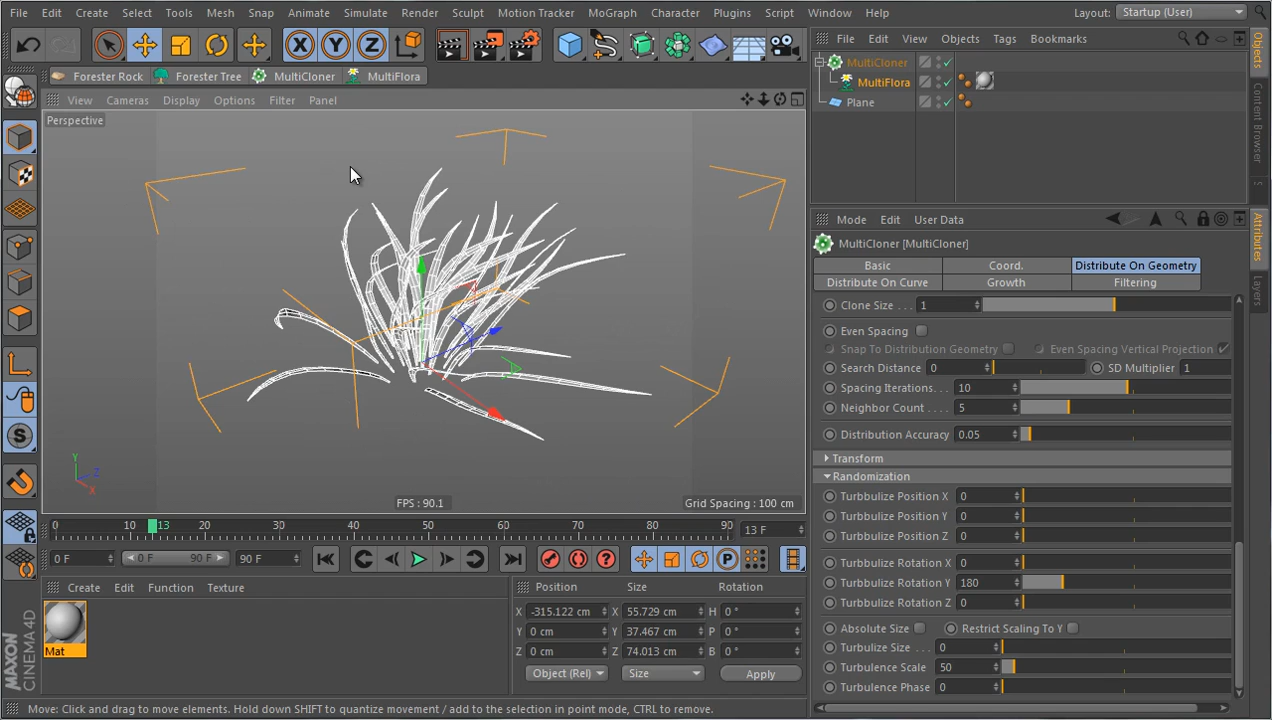 File Edit Create Select Tools Mesh Snap Animate Simulate Render Sculpt Motion Tracker MoGraph Character Plugins Script Window Help Layout: Startup (User)
X Y Z
Forester Rock Forester Tree MultiCloner MultiFlora
View Cameras Display Options Filter Panel
Perspective
Y
Z
X
FPS : 90.1 Grid Spacing : 100 cm
0 10 13 20 30 40 50 60 70 80 90 13 F
0 F 0 F 90 F 90 F P
Create Edit Function Texture
Mat
Position Size Rotation
X -315.122 cm X 55.729 cm H 0 °
Y 0 cm Y 37.467 cm P 0 °
Z 0 cm Z 74.013 cm B 0 °
Object (Rel) Size Apply
Move: Click and drag to move elements. Hold down SHIFT to quantize movement / add to the selection in point mode, CTRL to remove.
S
MAXON
CINEMA 4D
File Edit View Objects Tags Bookmarks
MultiCloner
MultiFlora
Plane
Mode Edit User Data
MultiCloner [MultiCloner]
Basic Coord. Distribute On Geometry
Distribute On Curve Growth Filtering
Clone Size . . . 1
Even Spacing
Snap To Distribution Geometry Even Spacing Vertical Projection
Search Distance 0 SD Multiplier 1
Spacing Iterations. . . 10
Neighbor Count . . . . 5
Distribution Accuracy 0.05
Transform
Randomization
Turbbulize Position X 0
Turbbulize Position Y 0
Turbbulize Position Z 0
Turbbulize Rotation X 0
Turbbulize Rotation Y 180
Turbbulize Rotation Z 0
Absolute Size Restrict Scaling To Y
Turbulize Size . . . 0
Turbulence Scale 50
Turbulence Phase 0
Objects
Content Browser
Attributes
Layers